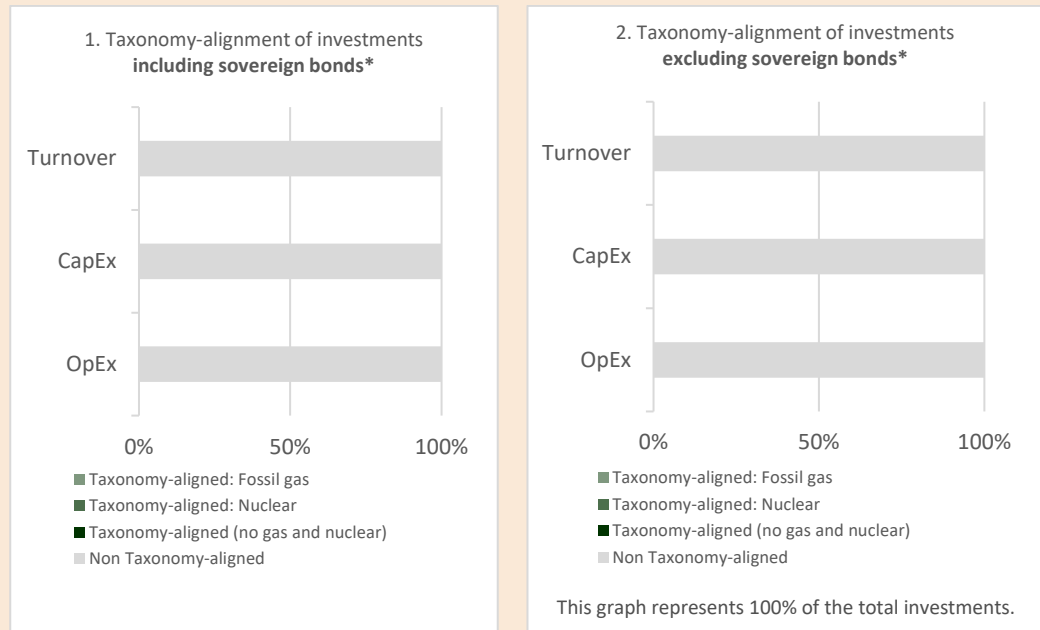 1. Taxonomy-alignment of investments
including sovereign bonds*
Turnover
CapEx
OpEx
0% 50% 100%
Taxonomy-aligned: Fossil gas
Taxonomy-aligned: Nuclear
Taxonomy-aligned (no gas and nuclear)
Non Taxonomy-aligned
2. Taxonomy-alignment of investments
excluding sovereign bonds*
Turnover
CapEx
OpEx
0% 50% 100%
Taxonomy-aligned: Fossil gas
Taxonomy-aligned: Nuclear
Taxonomy-aligned (no gas and nuclear)
Non Taxonomy-aligned
This graph represents 100% of the total investments.